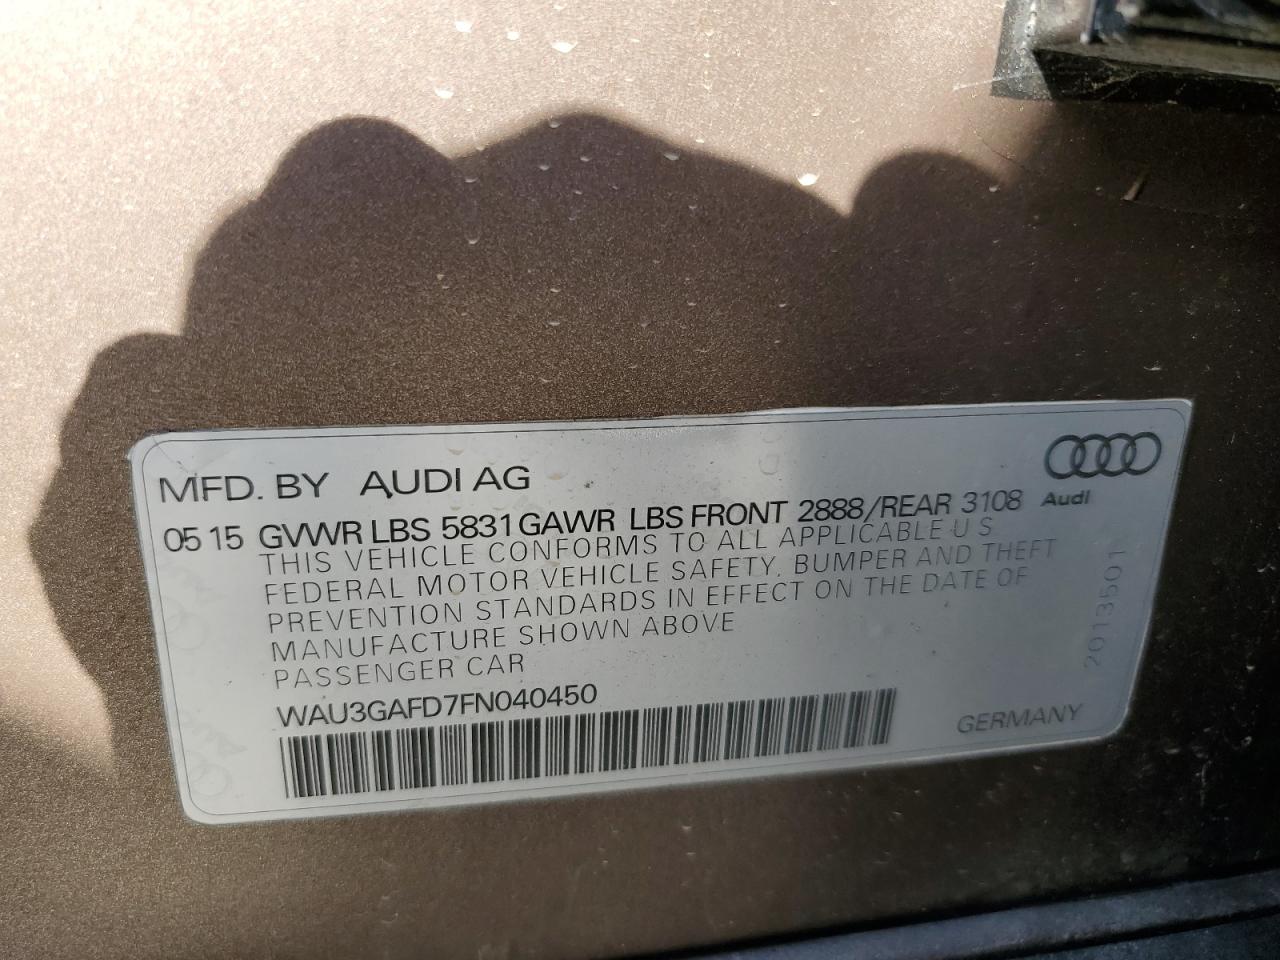 MFD. BY AUDI AG
05 15 GVWR LBS 5831 GAWR LBS FRONT 2888/REAR 3108
Audi
THIS VEHICLE CONFORMS TO ALL APPLICABLE U S
FEDERAL MOTOR VEHICLE SAFETY, BUMPER AND THEFT
PREVENTION STANDARDS IN EFFECT ON THE DATE OF
MANUFACTURE SHOWN ABOVE
PASSENGER CAR
WAU3GAFD7FN040450
GERMANY
2013501